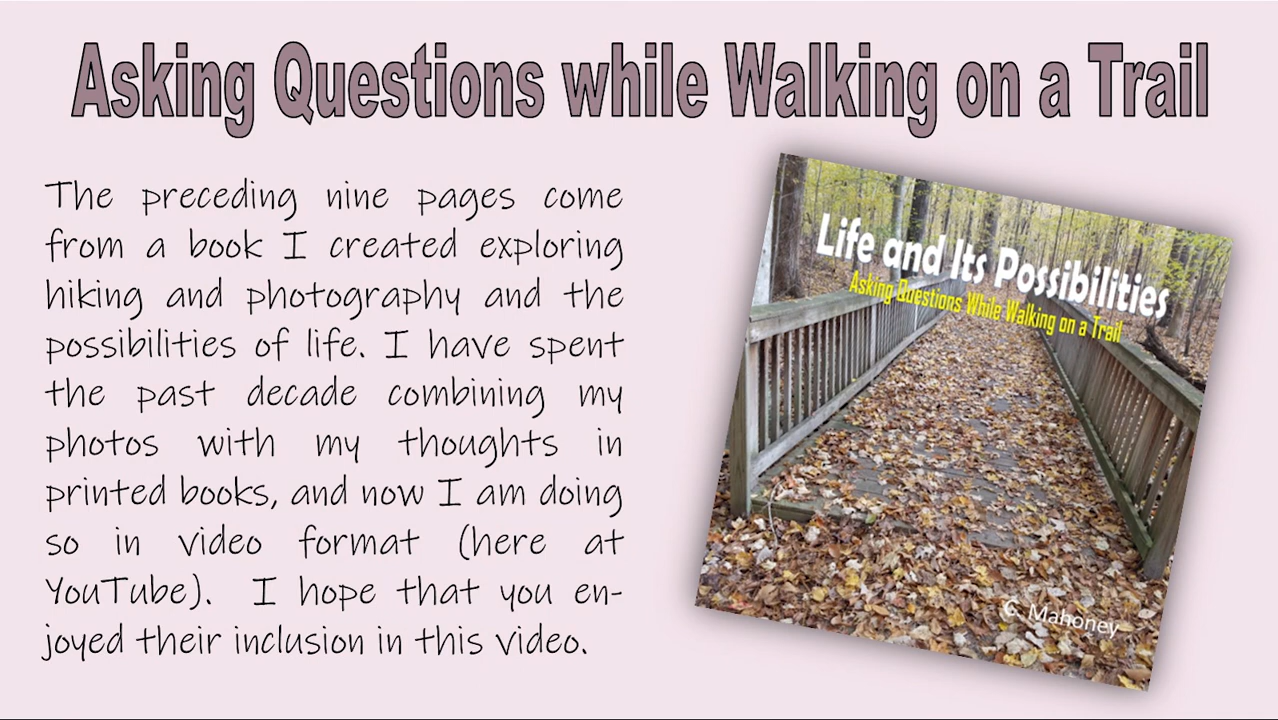 Asking Questions while Walking on a Trail
The preceding nine pages come
from a book I created exploring
hiking and photography and the
possibilities of life. I have spent
the past decade combining my
photos with my thoughts in
printed books, and now I am doing
so in video format (here at
YouTube). I hope that you en-
joyed their inclusion in this video.
Life and Its Possibilities
Asking Questions While Walking on a Trail
C. Mahoney